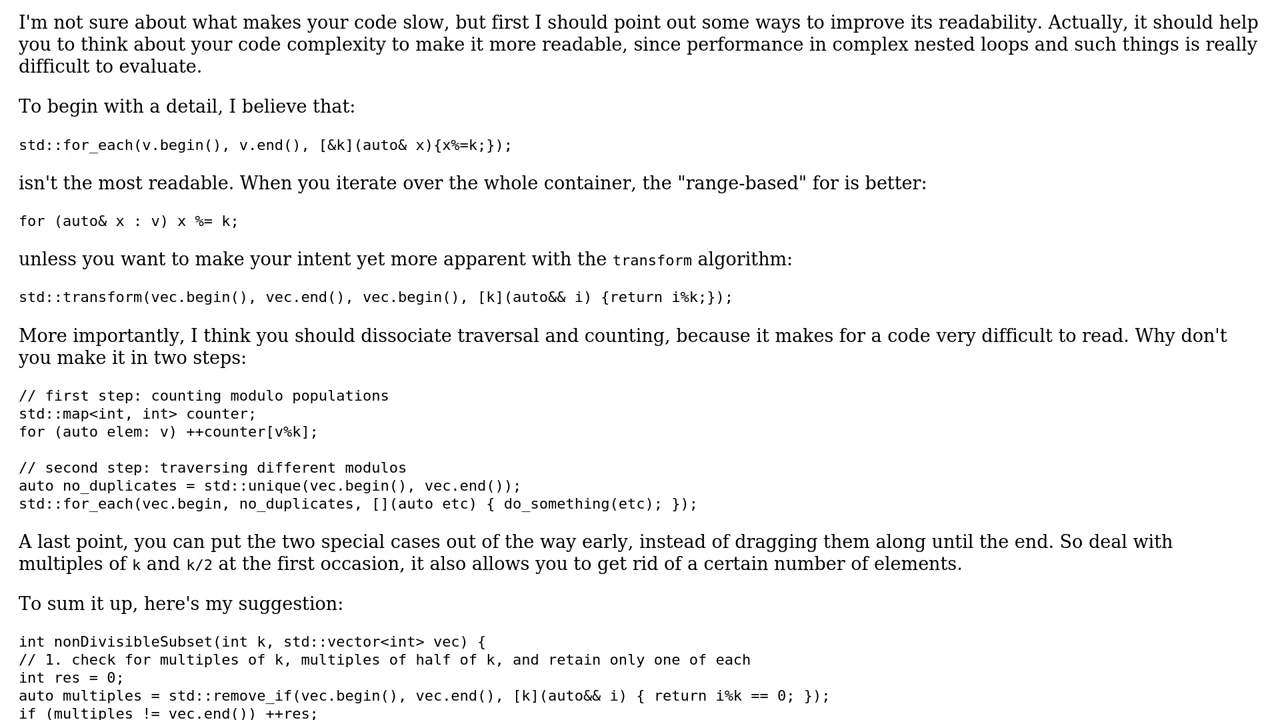 I'm not sure about what makes your code slow, but first I should point out some ways to improve its readability. Actually, it should help
you to think about your code complexity to make it more readable, since performance in complex nested loops and such things is really
difficult to evaluate.
To begin with a detail, I believe that:
std::for_each(v.begin(), v.end(), [&k](auto& x){x%=k;});
isn't the most readable. When you iterate over the whole container, the "range-based" for is better:
for (auto& x : v) x %= k;
unless you want to make your intent yet more apparent with the transform algorithm:
std::transform(vec.begin(), vec.end(), vec.begin(), [k](auto&& i) {return i%k;});
More importantly, I think you should dissociate traversal and counting, because it makes for a code very difficult to read. Why don't
you make it in two steps:
// first step: counting modulo populations
std::map<int, int> counter;
for (auto elem: v) ++counter[v%k];
// second step: traversing different modulos
auto no_duplicates = std::unique(vec.begin(), vec.end());
std::for_each(vec.begin, no_duplicates, [](auto etc) { do_something(etc); });
A last point, you can put the two special cases out of the way early, instead of dragging them along until the end. So deal with
multiples of k and k/2 at the first occasion, it also allows you to get rid of a certain number of elements.
To sum it up, here's my suggestion:
int nonDivisibleSubset(int k, std::vector<int> vec) {
// 1. check for multiples of k, multiples of half of k, and retain only one of each
int res = 0;
auto multiples = std::remove_if(vec.begin(), vec.end(), [k](auto&& i) { return i%k == 0; });
if (multiples != vec.end()) ++res;